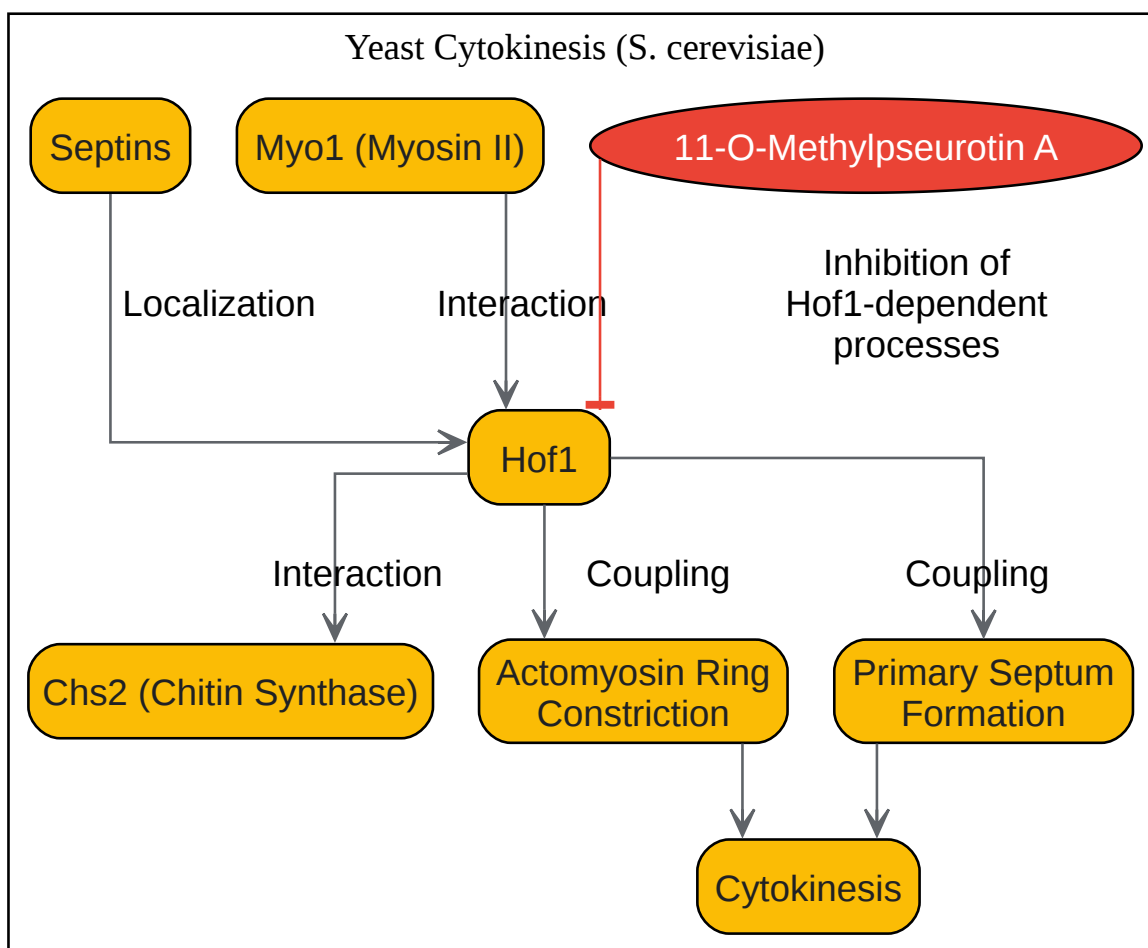 Yeast Cytokinesis (S. cerevisiae)
Septins
Myo1 (Myosin II)
11-O-Methylpseurotin A
Localization
Interaction
Inhibition of
Hof1-dependent
processes
Hof1
Interaction
Coupling
Coupling
Chs2 (Chitin Synthase)
Actomyosin Ring
Constriction
Primary Septum
Formation
Cytokinesis